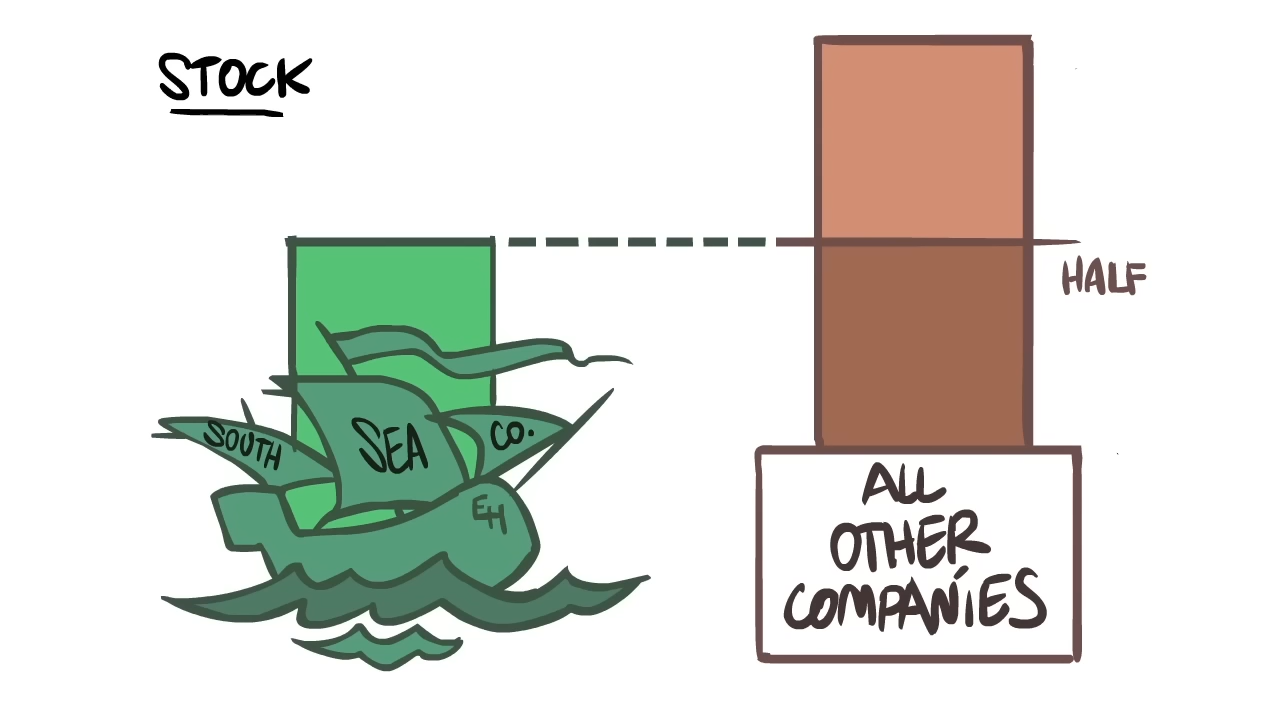 STOCK
HALF
SOUTH
SEA
CO.
EH
ALL
OTHER
COMPANIES